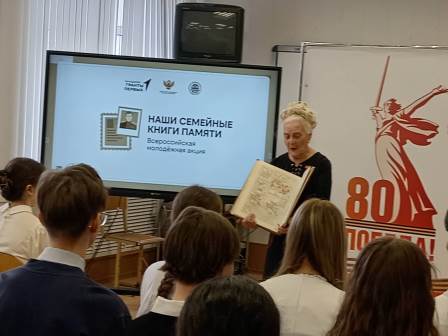 НАШИ СЕМЕЙНЫЕ
КНИГИ ПАМЯТИ
Всероссийская
молодёжная акция
80
ПОБЕДА!